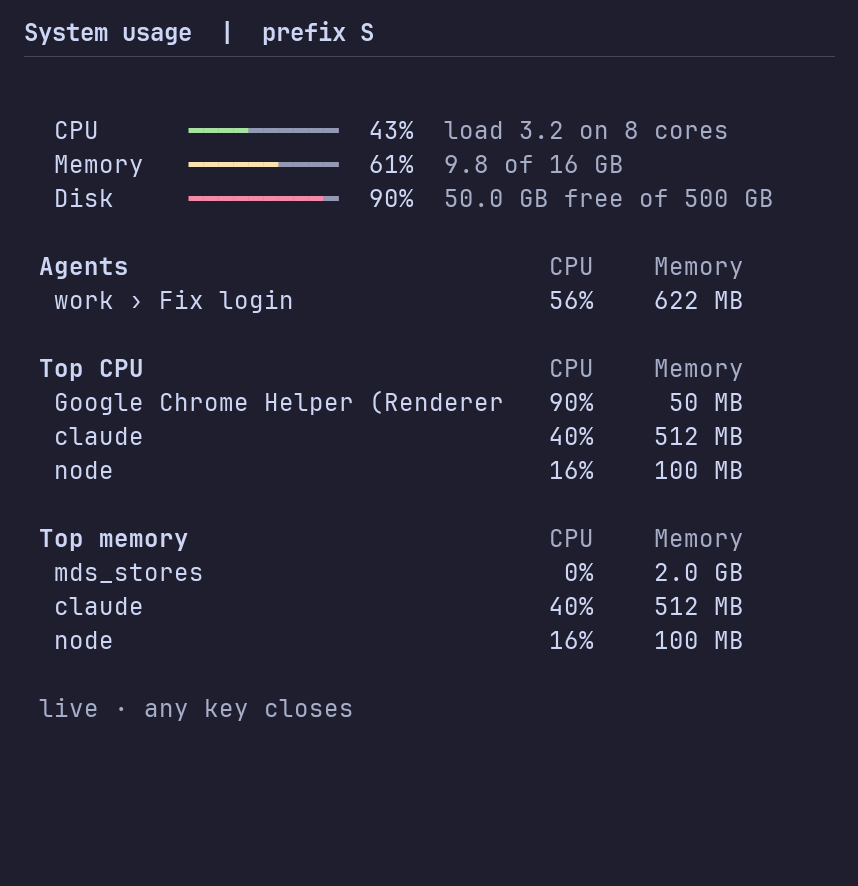 System usage  |  prefix S
CPU 43% load 3.2 on 8 cores
Memory 61% 9.8 of 16 GB
Disk 90% 50.0 GB free of 500 GB
Agents CPU Memory
work › Fix login 56% 622 MB
Top CPU CPU Memory
Google Chrome Helper (Renderer 90% 50 MB
claude 40% 512 MB
node 16% 100 MB
Top memory CPU Memory
mds_stores 0% 2.0 GB
claude 40% 512 MB
node 16% 100 MB
live · any key closes